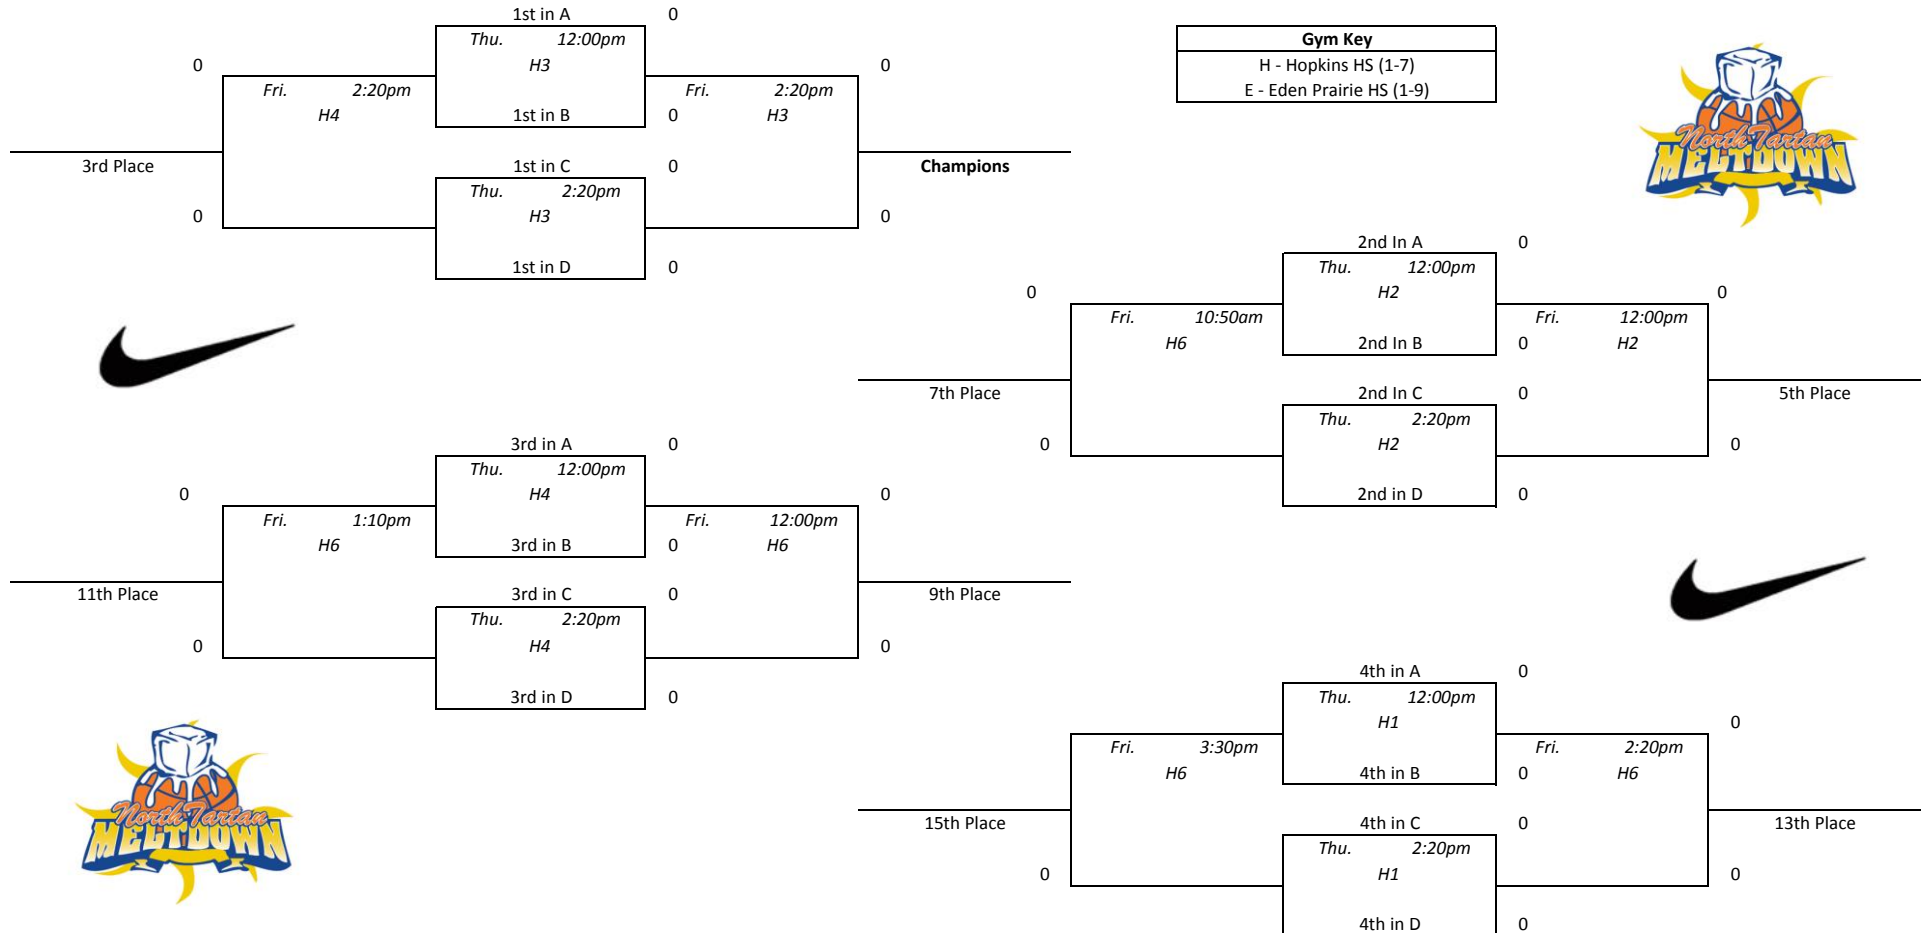 1st in A 0
Thu. 12:00pm
Gym Key
0 H3 0 H - Hopkins HS (1-7)
Fri. 2:20pm Fri. 2:20pm E - Eden Prairie HS (1-9)
H4 1st in B 0 H3
3rd Place 1st in C 0 Champions
Thu. 2:20pm
0 H3 0
1st in D 0
North Tartan
MELTDOWN
2nd In A 0
Thu. 12:00pm
0 H2 0
Fri. 10:50am Fri. 12:00pm
H6 2nd In B 0 H2
7th Place 2nd In C 0 5th Place
Thu. 2:20pm
0 H2 0
2nd in D 0
3rd in A 0
Thu. 12:00pm
0 H4 0
Fri. 1:10pm Fri. 12:00pm
H6 3rd in B 0 H6
11th Place 3rd in C 0 9th Place
Thu. 2:20pm
0 H4 0
3rd in D 0
4th in A 0
Thu. 12:00pm
H1 0
Fri. 3:30pm Fri. 2:20pm
H6 4th in B 0 H6
15th Place 4th in C 0 13th Place
Thu. 2:20pm
0 H1 0
4th in D 0
North Tartan
MELTDOWN